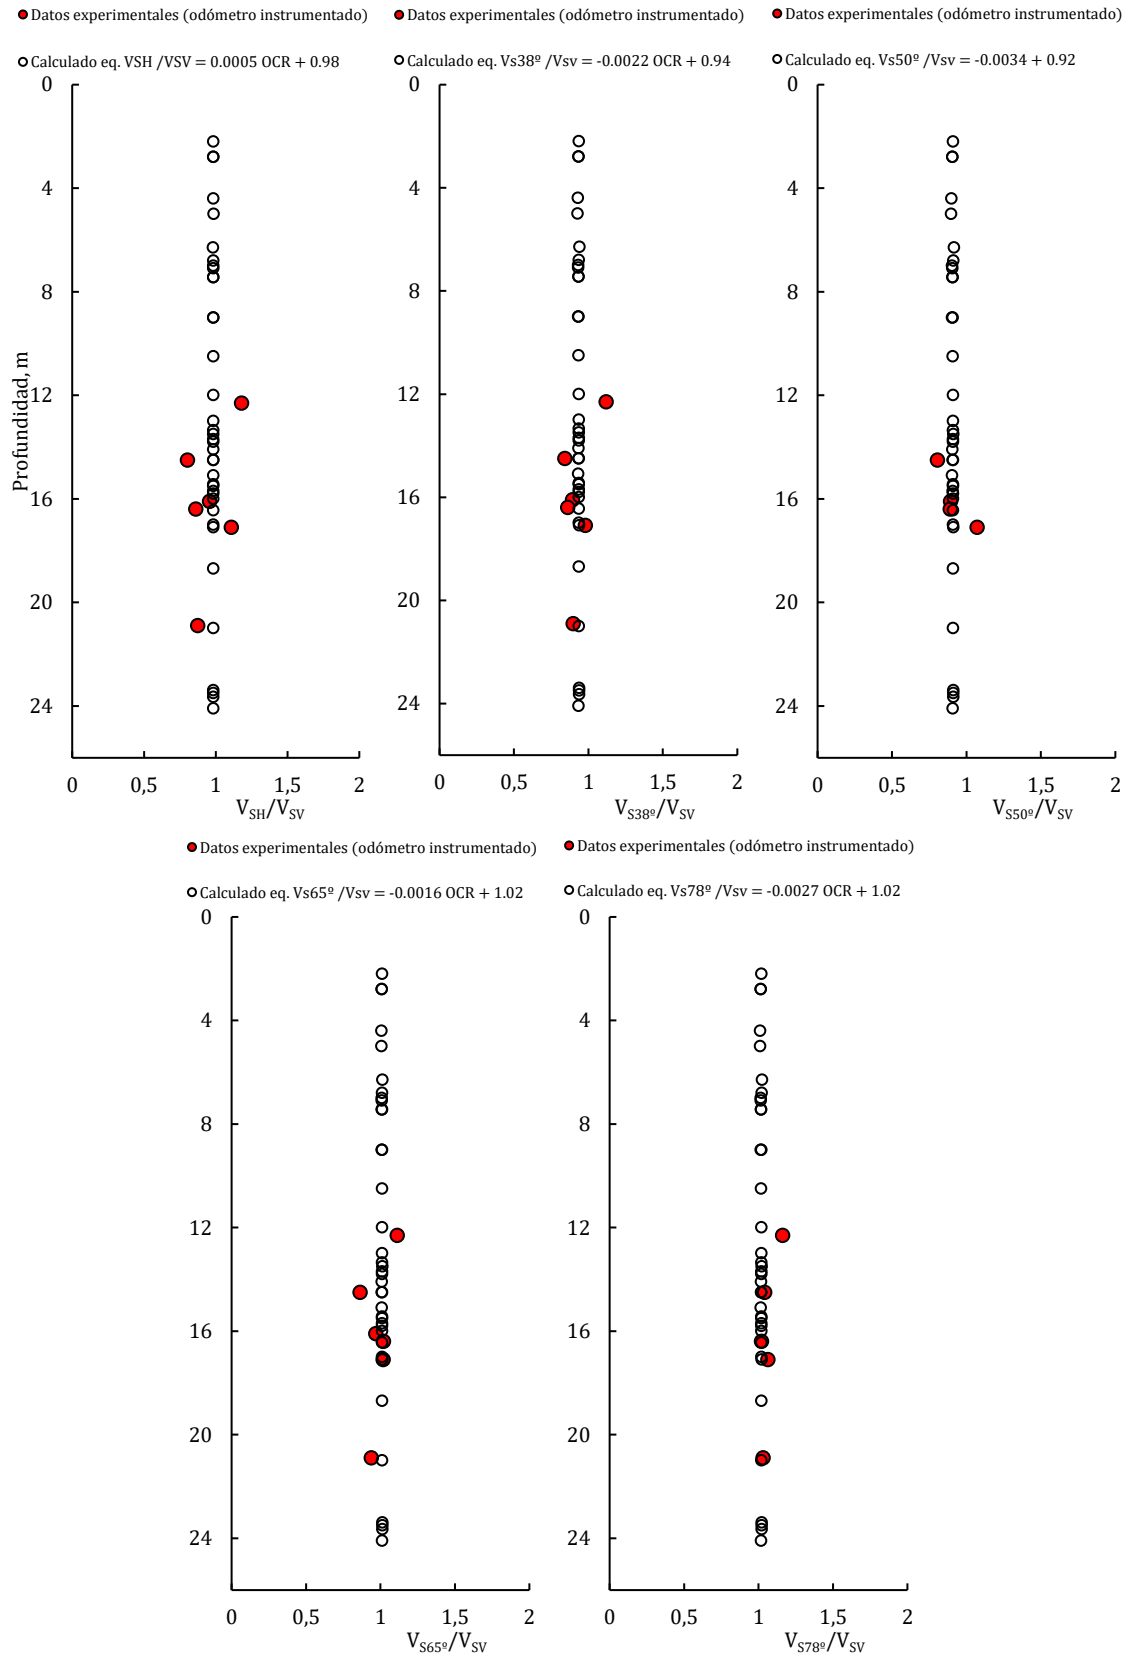 Datos experimentales (odómetro instrumentado)
Calculado eq. VSH /VSV = 0.0005 OCR + 0.98
0
4
8
12
16
20
24
Profundidad, m
0 0,5 1 1,5 2
VSH/VSV
Datos experimentales (odómetro instrumentado)
Calculado eq. Vs38º /Vsv = -0.0022 OCR + 0.94
0
4
8
12
16
20
24
0 0,5 1 1,5 2
VS38º/VSV
Datos experimentales (odómetro instrumentado)
Calculado eq. Vs50º /Vsv = -0.0034 + 0.92
0
4
8
12
16
20
24
0 0,5 1 1,5 2
VS50º/VSV
Datos experimentales (odómetro instrumentado)
Calculado eq. Vs65º /Vsv = -0.0016 OCR + 1.02
0
4
8
12
16
20
24
0 0,5 1 1,5 2
VS65º/VSV
Datos experimentales (odómetro instrumentado)
Calculado eq. Vs78º /Vsv = -0.0027 OCR + 1.02
0
4
8
12
16
20
24
0 0,5 1 1,5 2
VS78º/VSV